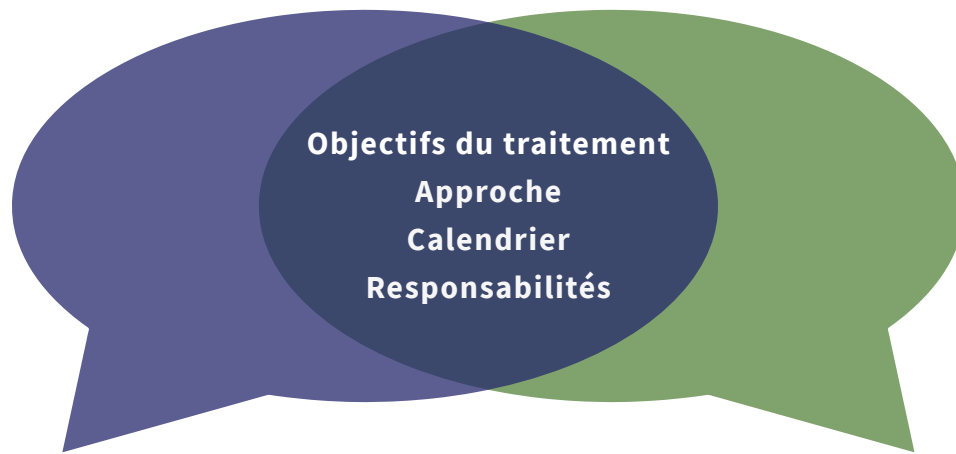 Objectifs du traitement
Approche
Calendrier
Responsabilités